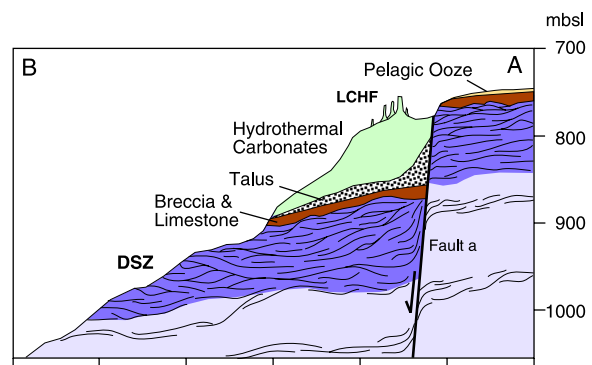 mbsl
B
A
700
Pelagic Ooze
LCHF
Hydrothermal
Carbonates
800
Talus
Breccia &
Limestone
900
Fault a
DSZ
1000